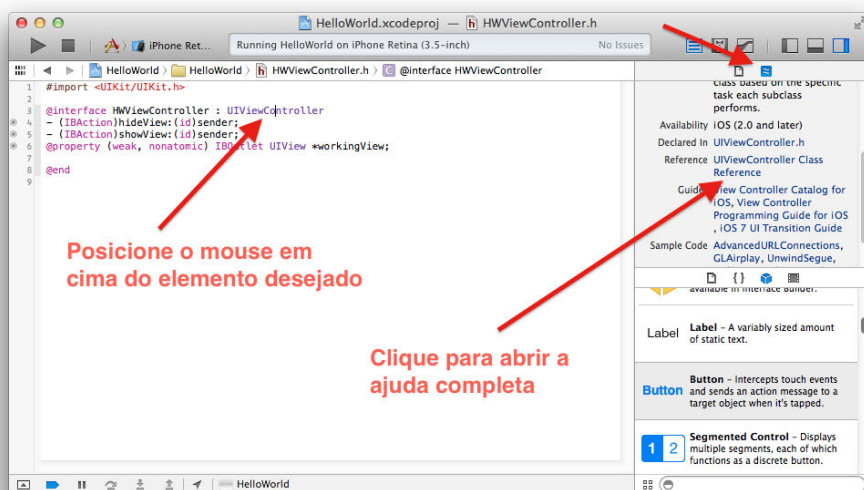 HelloWorld.xcodeproj — HWViewController.h
iPhone Ret...
Running HelloWorld on iPhone Retina (3.5-inch)
No Issues
HelloWorld
HelloWorld
HWViewController.h
@interface HWViewController
1 #import <UIKit/UIKit.h>
2
3 @interface HWViewController : UIViewController
4 - (IBAction)hideView:(id)sender;
5 - (IBAction)showView:(id)sender;
6 @property (weak, nonatomic) IBOutlet UIView *workingView;
7
8 @end
9
Posicione o mouse em
cima do elemento desejado
Clique para abrir a
ajuda completa
class based on the specific
task each subclass
performs.
Availability iOS (2.0 and later)
Declared In UIViewController.h
Reference UIViewController Class
Reference
Guide View Controller Catalog for
iOS, View Controller
Programming Guide for iOS
, iOS 7 UI Transition Guide
Sample Code AdvancedURLConnections,
GLAirplay, UnwindSegue,
{}
available in Interface Builder.
Label
Label – A variably sized amount
of static text.
Button
Button – Intercepts touch events
and sends an action message to a
target object when it's tapped.
1 2
Segmented Control – Displays
multiple segments, each of which
functions as a discrete button.
HelloWorld